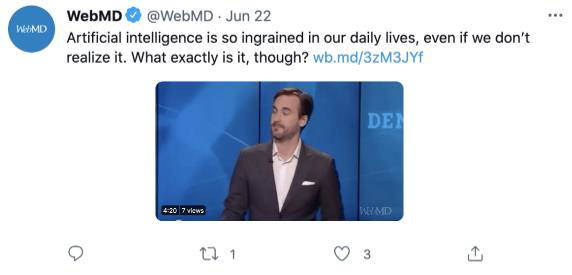 WebMD
WebMD @WebMD · Jun 22
Artificial intelligence is so ingrained in our daily lives, even if we don't
realize it. What exactly is it, though? wb.md/3zM3JYf
DEN
4:20 | 7 views
WebMD
1
3